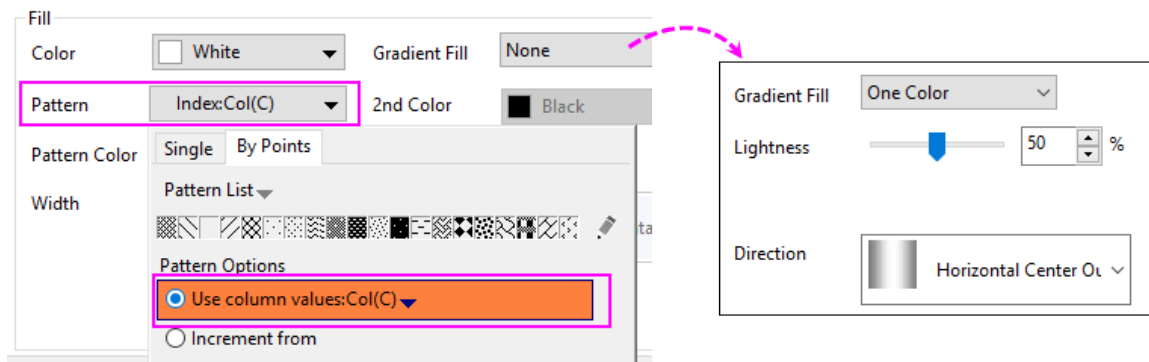 Fill
Color White Gradient Fill None
Pattern Index:Col(C) 2nd Color Black
Pattern Color Single By Points
Width Pattern List
Pattern Options
Use column values:Col(C)
Increment from
Gradient Fill One Color
Lightness 50 %
Direction Horizontal Center Ou